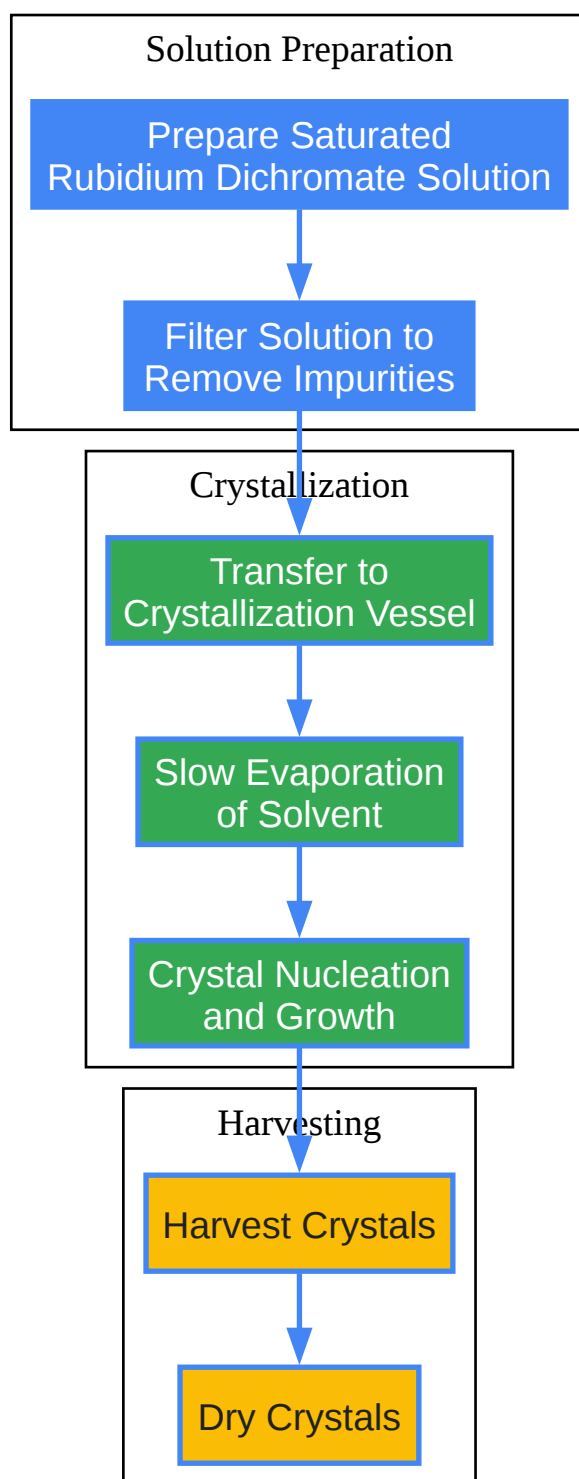 Solution Preparation
Prepare Saturated
Rubidium Dichromate Solution
Filter Solution to
Remove Impurities
Crystallization
Transfer to
Crystallization Vessel
Slow Evaporation
of Solvent
Crystal Nucleation
and Growth
Harvesting
Harvest Crystals
Dry Crystals